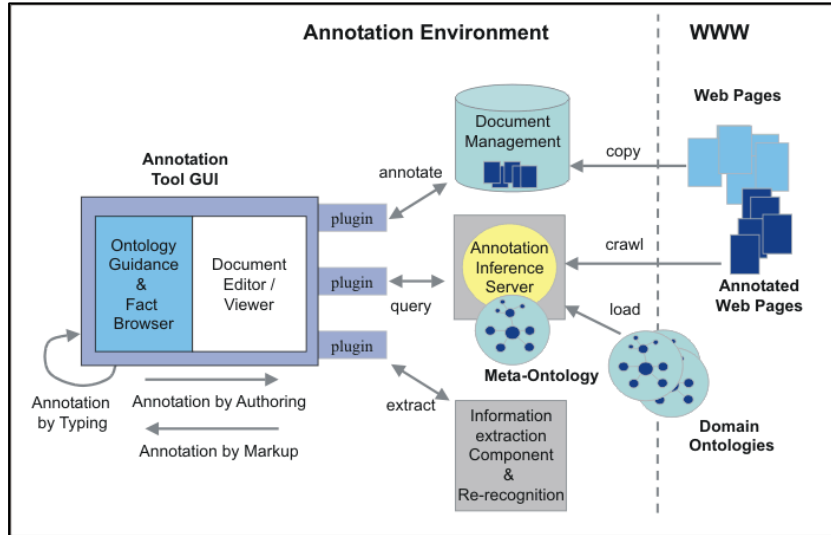 Annotation Environment
WWW
Web Pages
Document
Management
copy
Annotation
Tool GUI
annotate
plugin
Ontology
Guidance
&
Fact
Browser
Document
Editor /
Viewer
plugin
query
Annotation
Inference
Server
crawl
Annotated
Web Pages
load
plugin
Meta-Ontology
Annotation
by Typing
Annotation by Authoring
Annotation by Markup
extract
Information
extraction
Component
&
Re-recognition
Domain
Ontologies